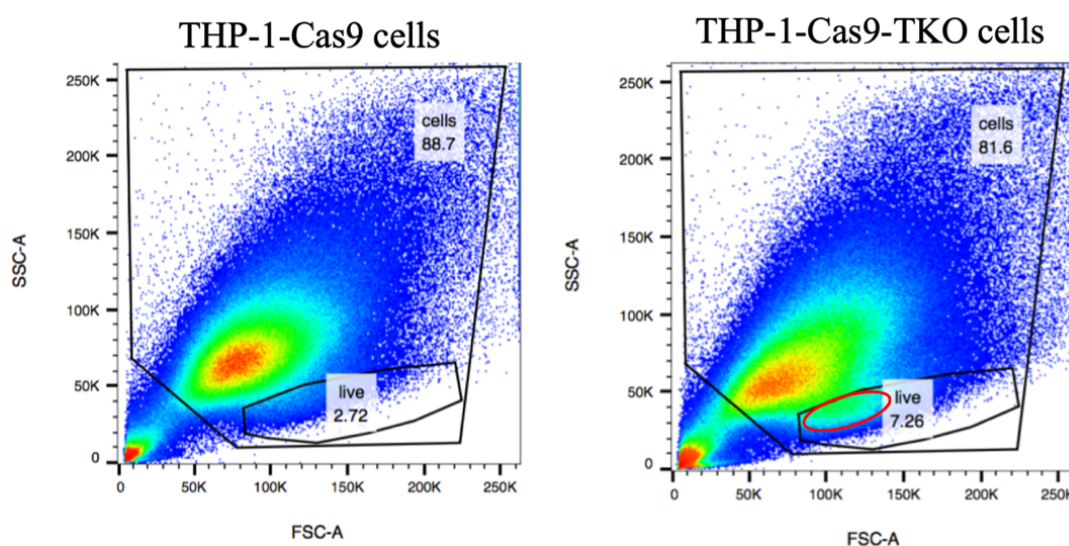 THP-1-Cas9 cells
250K
200K
150K
100K
50K
0
SSC-A
cells
88.7
live
2.72
0
50K
100K
150K
200K
250K
FSC-A
THP-1-Cas9-TKO cells
250K
200K
150K
100K
50K
0
SSC-A
cells
81.6
live
7.26
0
50K
100K
150K
200K
250K
FSC-A